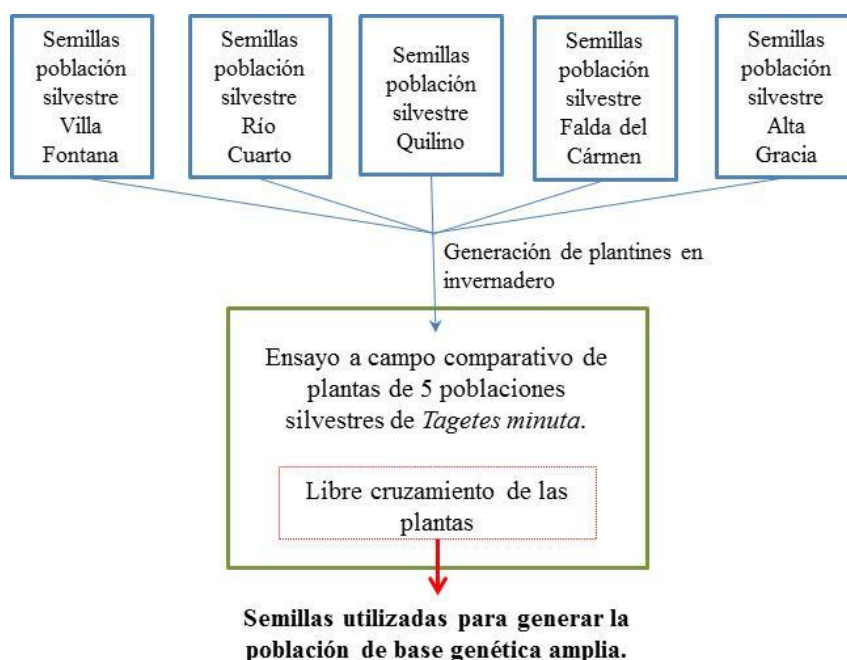 Semillas
población
silvestre
Villa
Fontana
Semillas
población
silvestre
Río
Cuarto
Semillas
población
silvestre
Quilino
Semillas
población
silvestre
Falda del
Cármen
Semillas
población
silvestre
Alta
Gracia
Generación de plantines en
invernadero
Ensayo a campo comparativo de
plantas de 5 poblaciones
silvestres de Tagetes minuta.
Libre cruzamiento de las
plantas
Semillas utilizadas para generar la
población de base genética amplia.